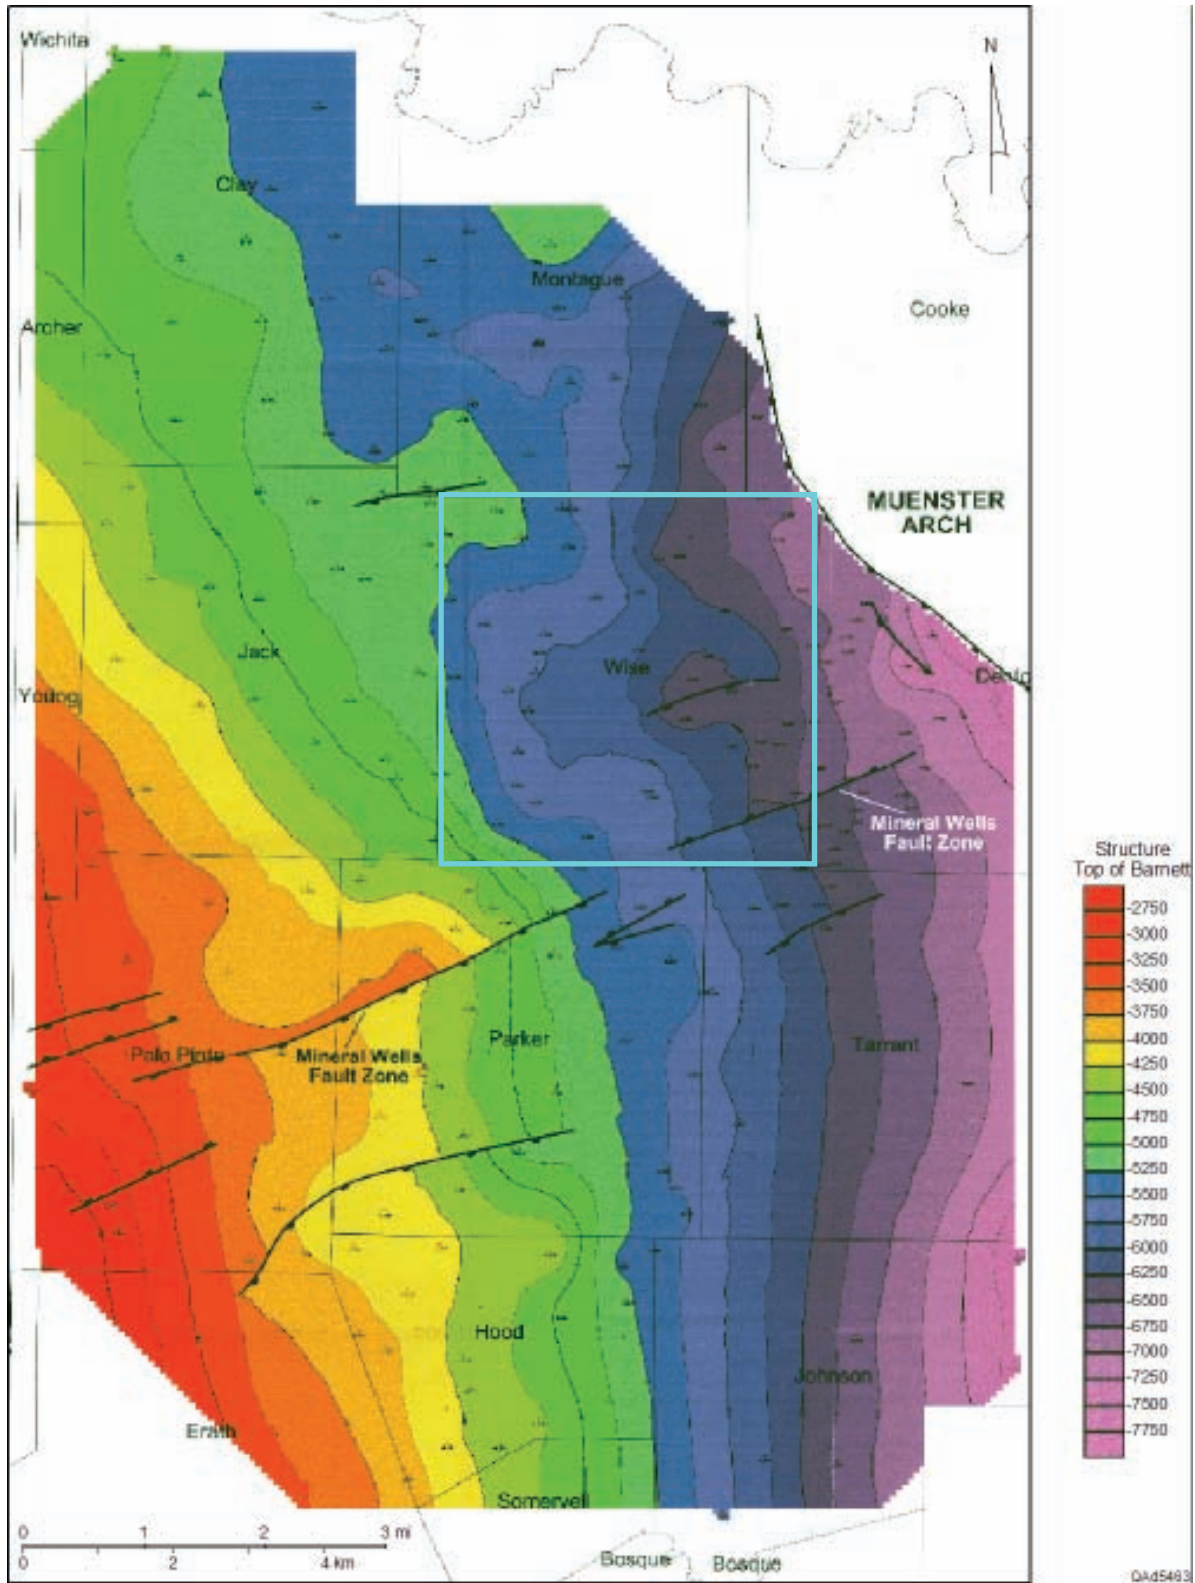 Wichita
N
Clay
Montague
Cooke
Archer
MUENSTER
ARCH
Jack
Wise
Young
Mineral Wells
Fault Zone
Structure
Top of Barnett
-2750
-3000
-3250
-3500
-3750
-4000
-4250
-4500
-4750
-5000
-5250
-5500
-5750
-6000
-6250
-6500
-6750
-7000
-7250
-7500
-7750
Parker
Tarrant
Palo Pinto
Mineral Wells
Fault Zone
Hood
Johnson
Erath
Somervell
0 1 2 3 mi
0 2 4 km
Bosque Bosque
QAd5463